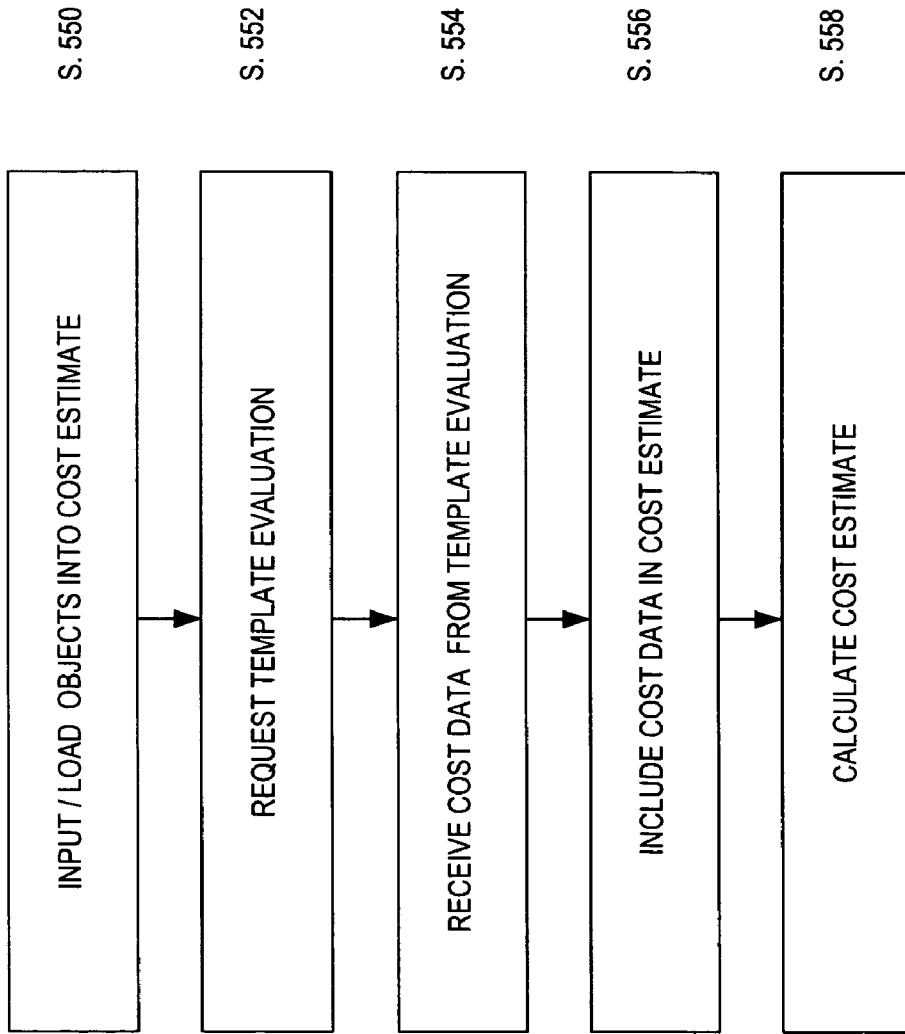 S. 550
INPUT / LOAD OBJECTS INTO COST ESTIMATE
S. 552
REQUEST TEMPLATE EVALUATION
S. 554
RECEIVE COST DATA FROM TEMPLATE EVALUATION
S. 556
INCLUDE COST DATA IN COST ESTIMATE
S. 558
CALCULATE COST ESTIMATE